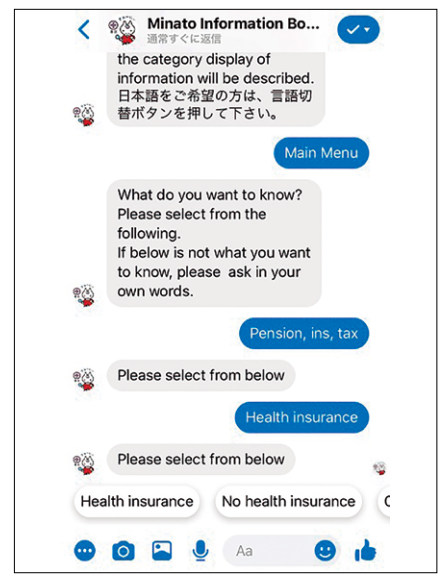 Minato Information Bo...
通常すぐに返信
the category display of
information will be described.
日本語をご希望の方は、言語切
替ボタンを押して下さい。
Main Menu
What do you want to know?
Please select from the
following.
If below is not what you want
to know, please ask in your
own words.
Pension, ins, tax
Please select from below
Health insurance
Please select from below
Health insurance
No health insurance
Aa